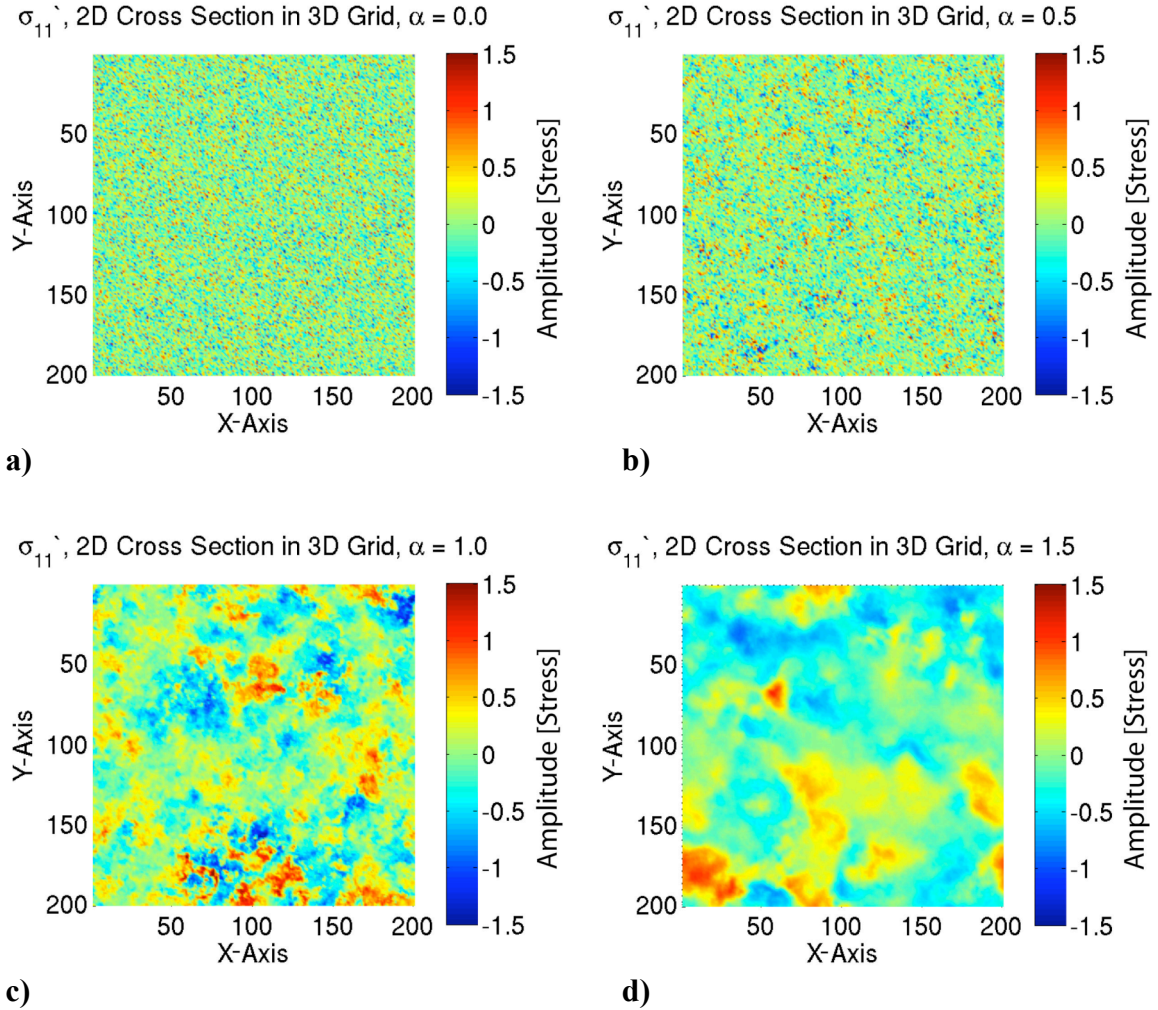 σ11`, 2D Cross Section in 3D Grid, α = 0.0
1.5
1
0.5
0
-0.5
-1
-1.5
Amplitude [Stress]
Y-Axis
50
100
150
200
50 100 150 200
X-Axis
a)
σ11`, 2D Cross Section in 3D Grid, α = 0.5
1.5
1
0.5
0
-0.5
-1
-1.5
Amplitude [Stress]
Y-Axis
50
100
150
200
50 100 150 200
X-Axis
b)
σ11`, 2D Cross Section in 3D Grid, α = 1.0
1.5
1
0.5
0
-0.5
-1
-1.5
Amplitude [Stress]
Y-Axis
50
100
150
200
50 100 150 200
X-Axis
c)
σ11`, 2D Cross Section in 3D Grid, α = 1.5
1.5
1
0.5
0
-0.5
-1
-1.5
Amplitude [Stress]
Y-Axis
50
100
150
200
50 100 150 200
X-Axis
d)